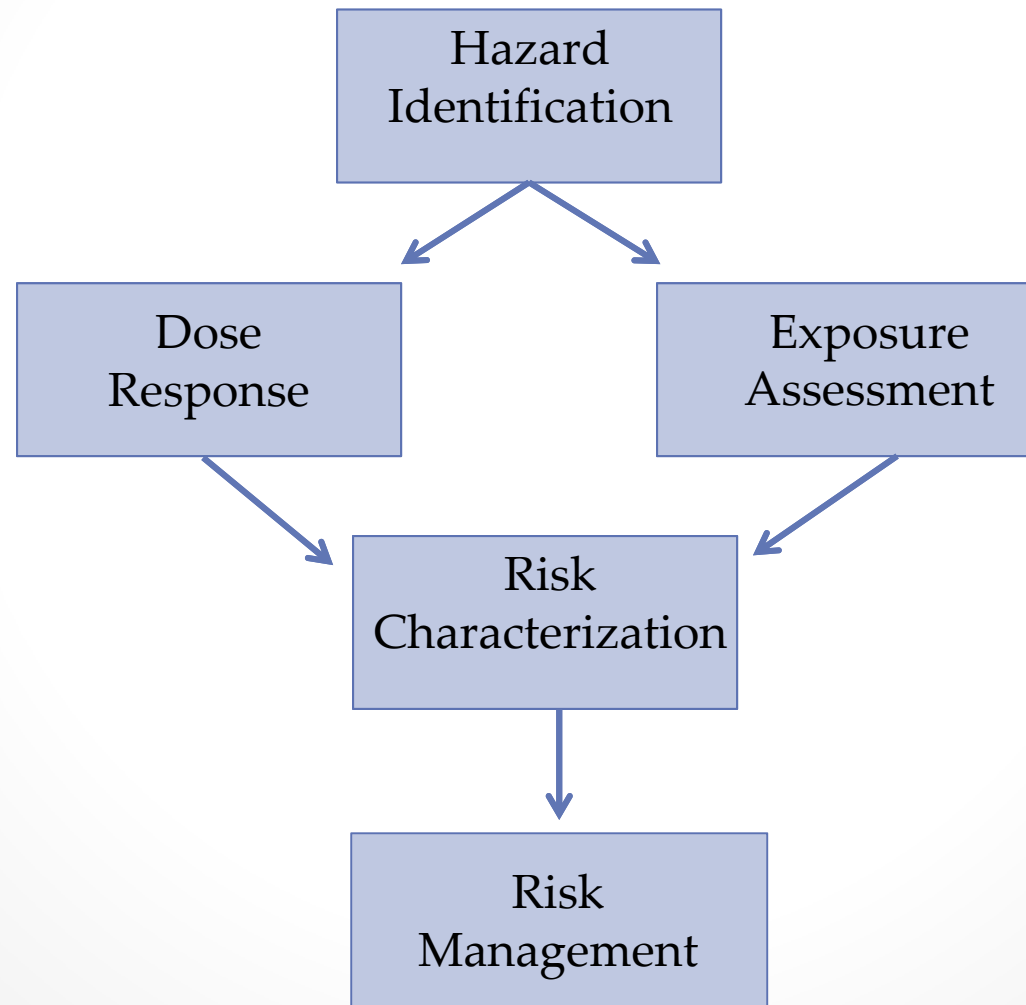 Hazard
Identification
Dose
Response
Exposure
Assessment
Risk
Characterization
Risk
Management